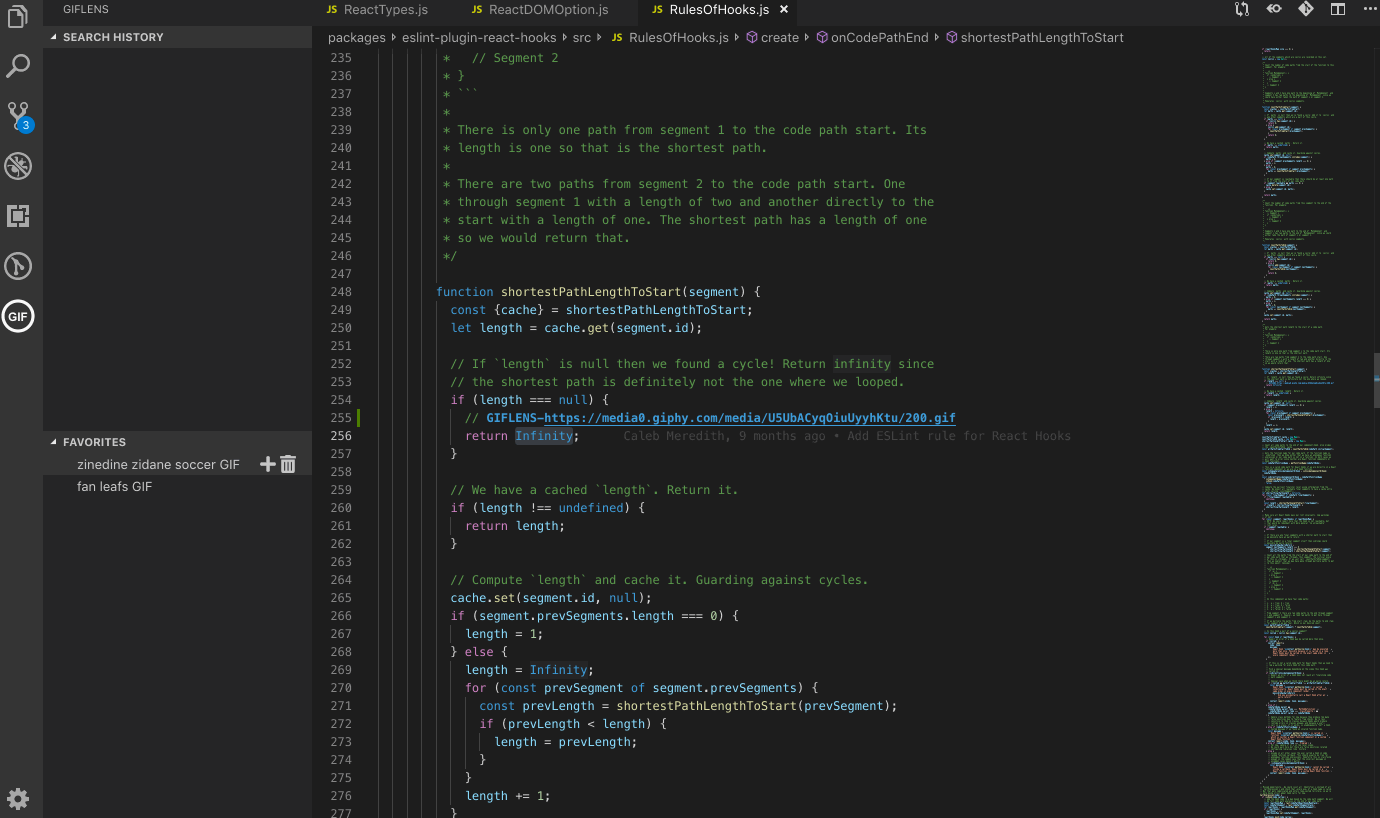 GIFLENS
JS ReactTypes.js JS ReactDOMOption.js JS RulesOfHooks.js ×
SEARCH HISTORY
packages eslint-plugin-react-hooks src JS RulesOfHooks.js create onCodePathEnd shortestPathLengthToStart
3
GIF
FAVORITES
zinedine zidane soccer GIF
fan leafs GIF
235 *   // Segment 2
236 * }
237 * ```
238 *
239 * There is only one path from segment 1 to the code path start. Its
240 * length is one so that is the shortest path.
241 *
242 * There are two paths from segment 2 to the code path start. One
243 * through segment 1 with a length of two and another directly to the
244 * start with a length of one. The shortest path has a length of one
245 * so we would return that.
246 */
247
248 function shortestPathLengthToStart(segment) {
249 const {cache} = shortestPathLengthToStart;
250 let length = cache.get(segment.id);
251
252 // If `length` is null then we found a cycle! Return infinity since
253 // the shortest path is definitely not the one where we looped.
254 if (length === null) {
255 // GIFLENS-https://media0.giphy.com/media/U5UbACyqOiuUyyhKtu/200.gif
256 return Infinity; Caleb Meredith, 9 months ago • Add ESLint rule for React Hooks
257 }
258
259 // We have a cached `length`. Return it.
260 if (length !== undefined) {
261 return length;
262 }
263
264 // Compute `length` and cache it. Guarding against cycles.
265 cache.set(segment.id, null);
266 if (segment.prevSegments.length === 0) {
267 length = 1;
268 } else {
269 length = Infinity;
270 for (const prevSegment of segment.prevSegments) {
271 const prevLength = shortestPathLengthToStart(prevSegment);
272 if (prevLength < length) {
273 length = prevLength;
274 }
275 }
276 length += 1;
277 }